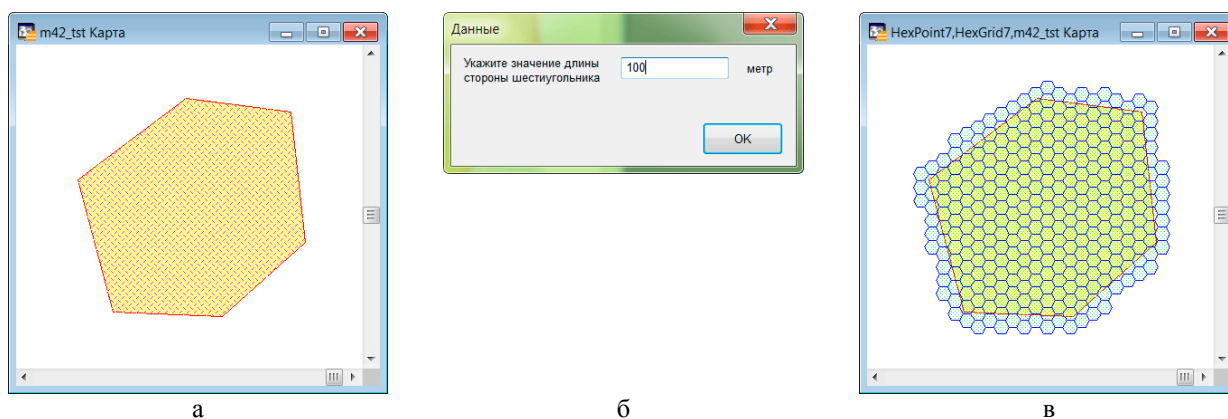 m42_tst Карта
Данные
Укажите значение длины
стороны шестиугольника
100
метр
OK
HexPoint7,HexGrid7,m42_tst Карта
а
б
в